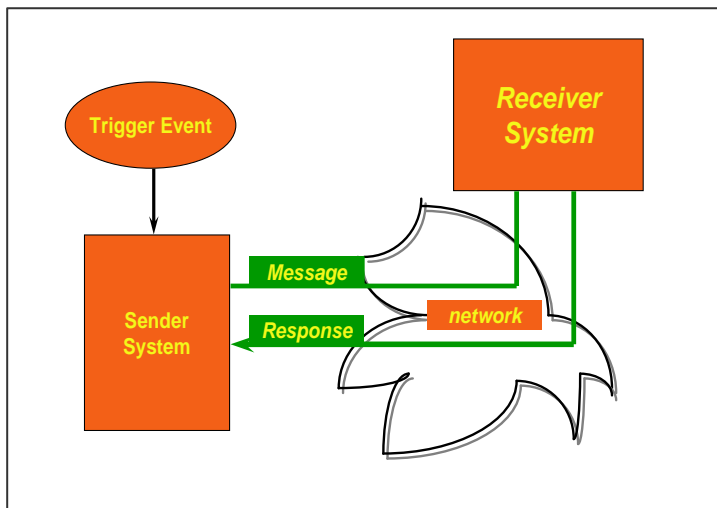 Trigger Event
Receiver
System
Message
network
Response
Sender
System